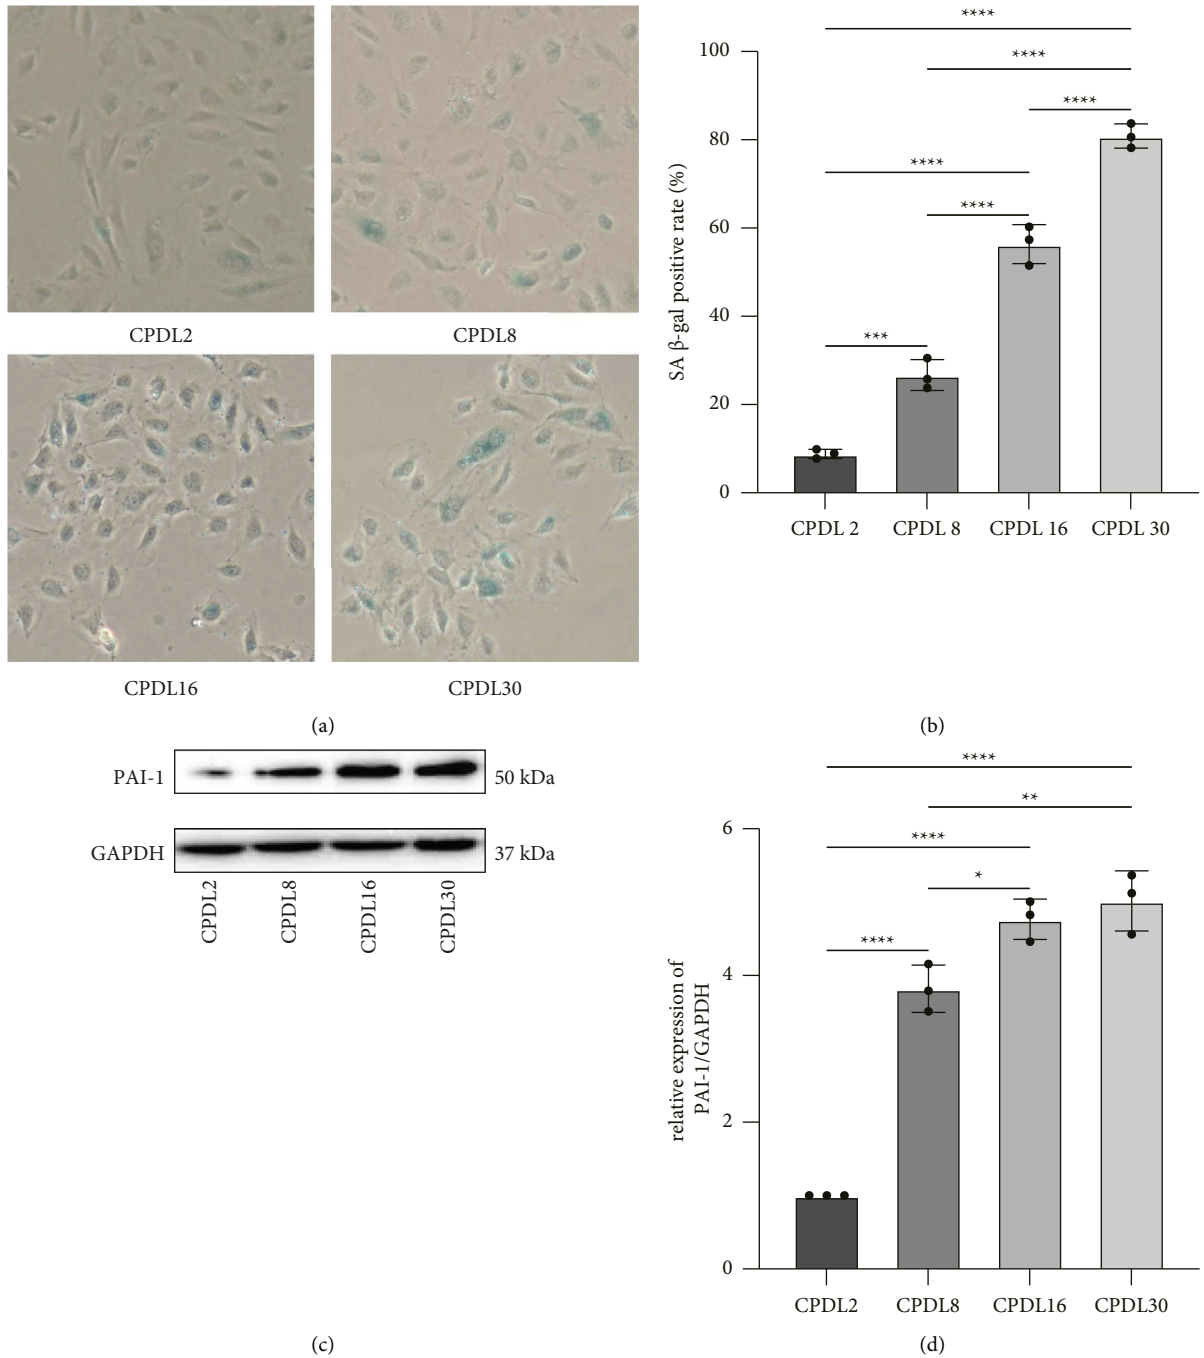 CPDL2
CPDL8
CPDL16
CPDL30
(a)
****
****
****
****
****
***
100
80
60
40
20
0
SA β-gal positive rate (%)
CPDL 2
CPDL 8
CPDL 16
CPDL 30
(b)
PAI-1
50 kDa
GAPDH
37 kDa
CPDL2
CPDL8
CPDL16
CPDL30
(c)
****
**
****
*
****
6
4
2
0
relative expression of
PAI-1/GAPDH
CPDL2
CPDL8
CPDL16
CPDL30
(d)